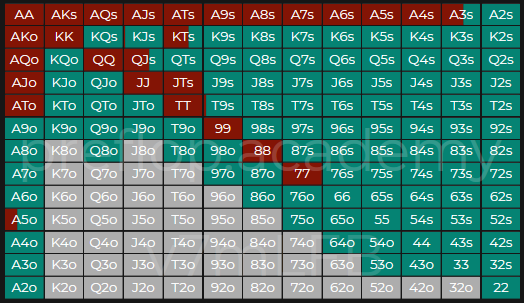 AA AKs AQs AJs ATs A9s A8s A7s A6s A5s A4s A3s A2s
AKo KK KQs KJs KTs K9s K8s K7s K6s K5s K4s K3s K2s
AQo KQo QQ QJs QTs Q9s Q8s Q7s Q6s Q5s Q4s Q3s Q2s
AJo KJo QJo JJ JTs J9s J8s J7s J6s J5s J4s J3s J2s
ATo KTo QTo JTo TT T9s T8s T7s T6s T5s T4s T3s T2s
A9o K9o Q9o J9o T9o 99 98s 97s 96s 95s 94s 93s 92s
A8o K8o Q8o J8o T8o 98o 88 87s 86s 85s 84s 83s 82s
preflop.academy
A7o K7o Q7o J7o T7o 97o 87o 77 76s 75s 74s 73s 72s
A6o K6o Q6o J6o T6o 96o 86o 76o 66 65s 64s 63s 62s
A5o K5o Q5o J5o T5o 95o 85o 75o 65o 55 54s 53s 52s
A4o K4o Q4o J4o T4o 94o 84o 74o 64o 54o 44 43s 42s
A3o K3o Q3o J3o T3o 93o 83o 73o 63o 53o 43o 33 32s
A2o K2o Q2o J2o T2o 92o 82o 72o 62o 52o 42o 32o 22